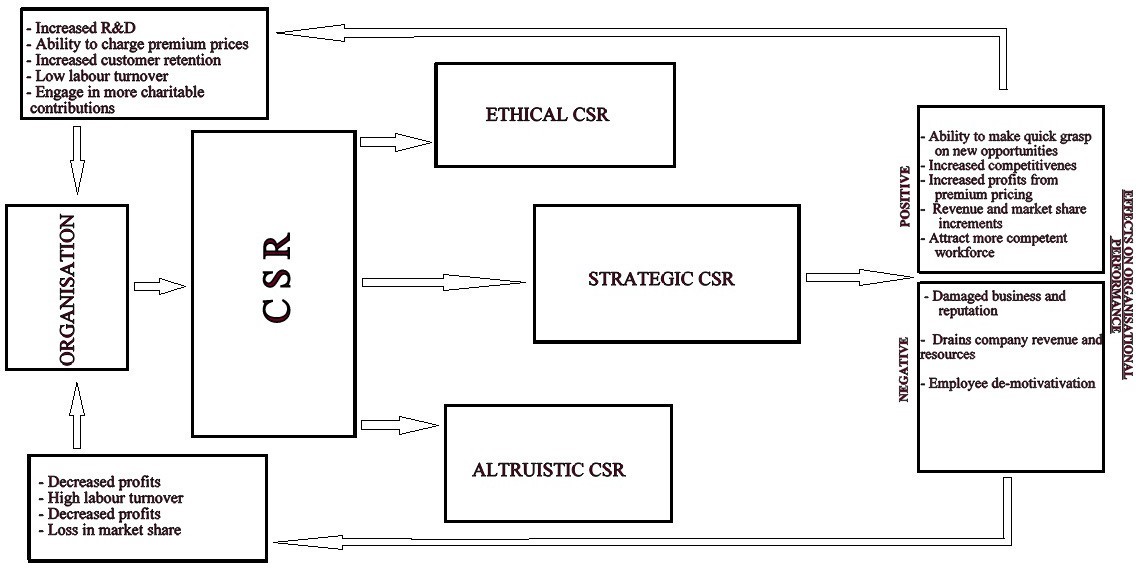 - Increased R&D
- Ability to charge premium prices
- Increased customer retention
- Low labour turnover
- Engage in more charitable
contributions
ORGANISATION
- Decreased profits
- High labour turnover
- Decreased profits
- Loss in market share
C S R
ETHICAL CSR
STRATEGIC CSR
ALTRUISTIC CSR
POSITIVE
- Ability to make quick grasp
on new opportunities
- Increased competitivenes
- Increased profits from
premium pricing
- Revenue and market share
increments
- Attract more competent
workforce
NEGATIVE
- Damaged business and
reputation
- Drains company revenue and
resources
- Employee de-motivativation
EFFECTS ON ORGANISATIONAL
PERFORMANCE